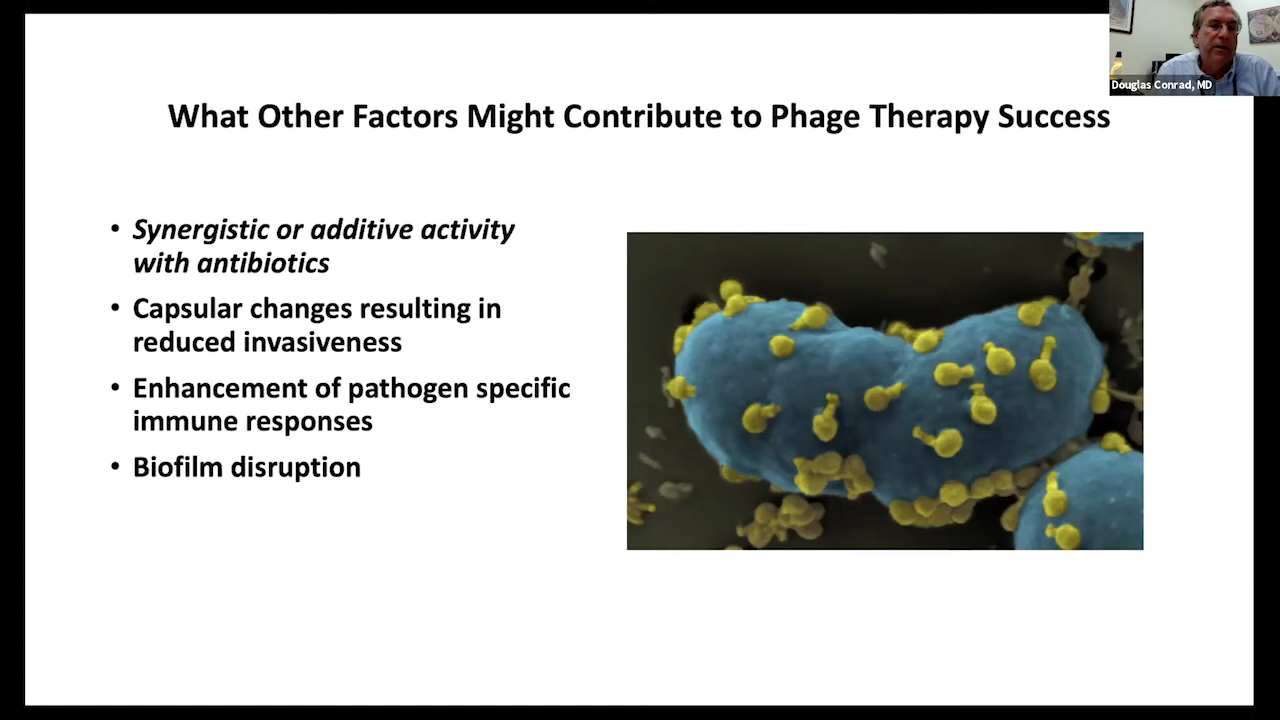 Douglas Conrad, MD
What Other Factors Might Contribute to Phage Therapy Success
• Synergistic or additive activity
with antibiotics
• Capsular changes resulting in
reduced invasiveness
• Enhancement of pathogen specific
immune responses
• Biofilm disruption